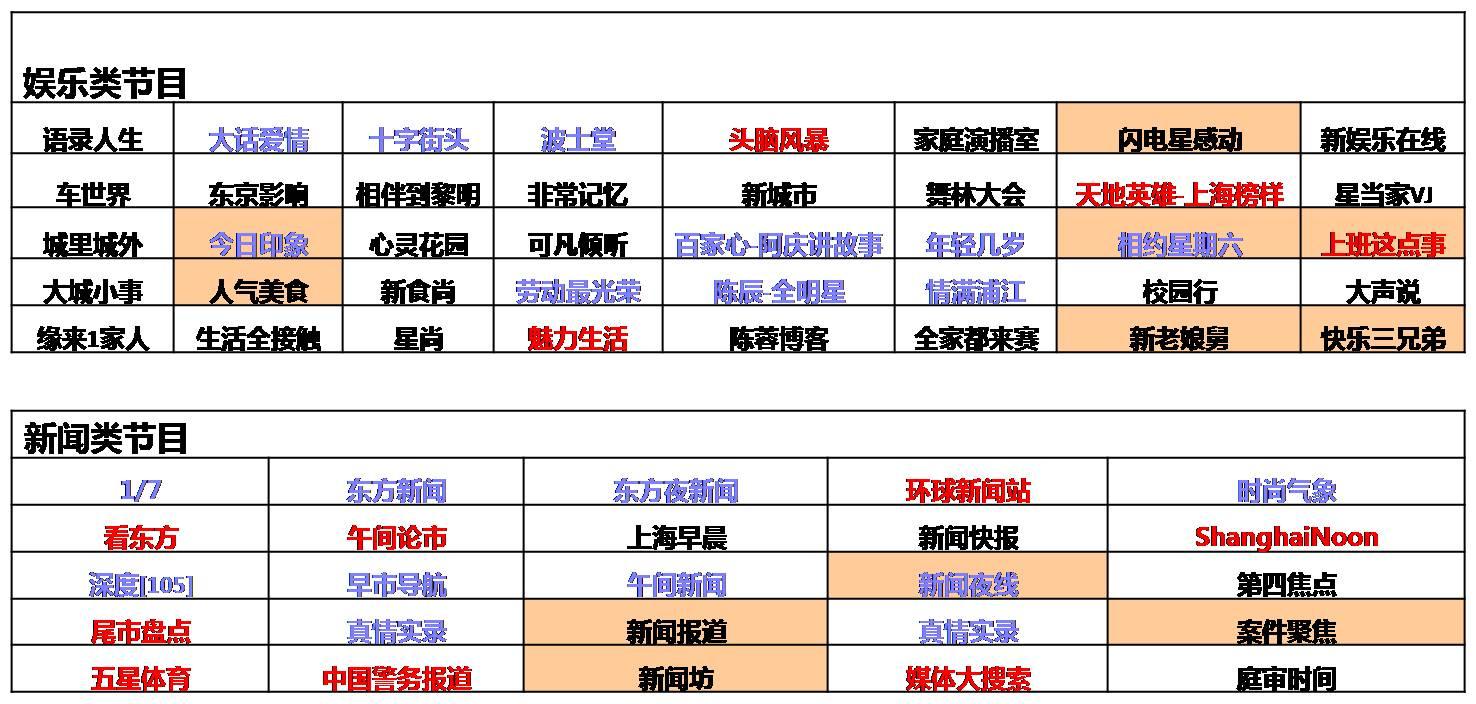 娱乐类节目
语录人生 大话爱情 十字街头 波士堂 头脑风暴 家庭演播室 闪电星感动 新娱乐在线
车世界 东京影响 相伴到黎明 非常记忆 新城市 舞林大会 天地英雄-上海榜样 星当家VJ
城里城外 今日印象 心灵花园 可凡倾听 百家心-阿庆讲故事 年轻几岁 相约星期六 上班这点事
大城小事 人气美食 新食尚 劳动最光荣 陈辰-全明星 情满浦江 校园行 大声说
缘来1家人 生活全接触 星肖 魅力生活 陈蓉博客 全家都来赛 新老娘舅 快乐三兄弟
新闻类节目
1/7 东方新闻 东方夜新闻 环球新闻站 时尚气象
看东方 午间论市 上海早晨 新闻快报 ShanghaiNoon
深度[105] 早市导航 午间新闻 新闻夜线 第四焦点
尾市盘点 真情实录 新闻报道 真情实录 案件聚焦
五星体育 中国警务报道 新闻坊 媒体大搜索 庭审时间